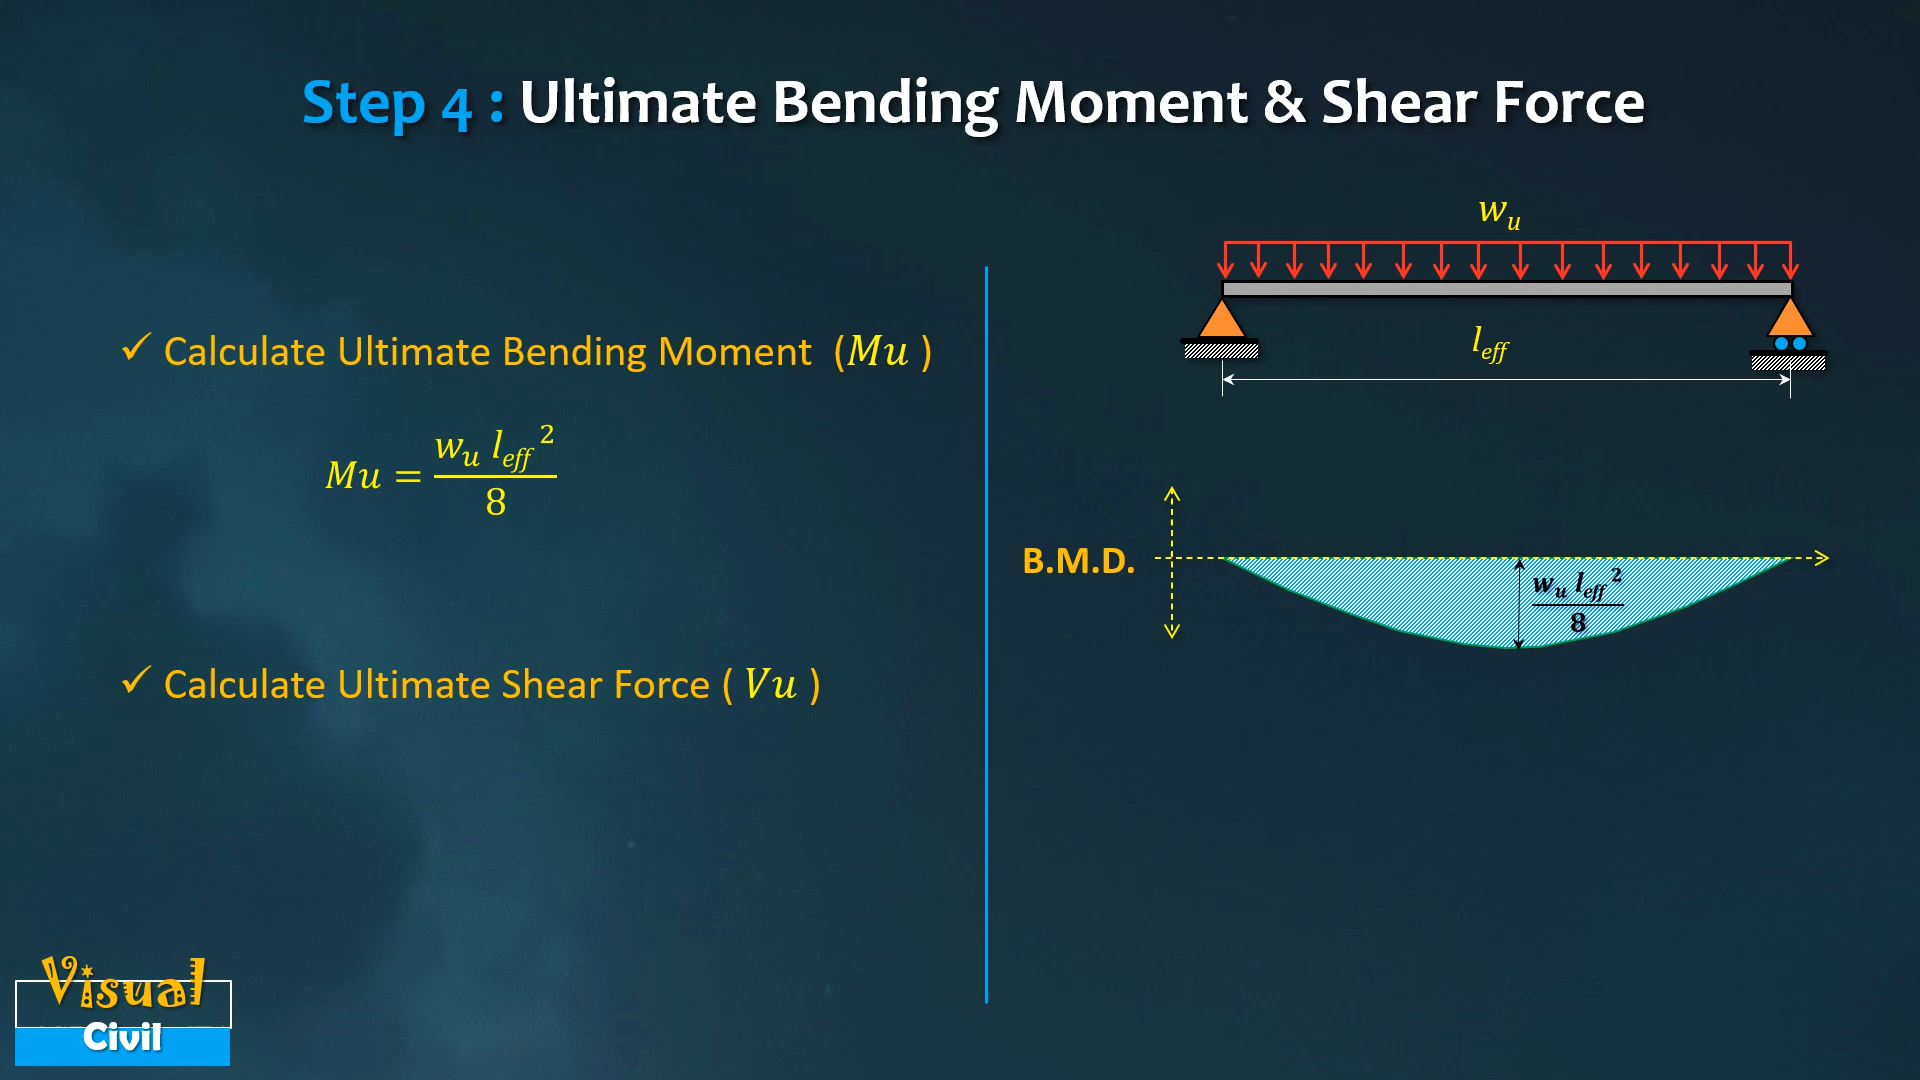 Step 4 : Ultimate Bending Moment & Shear Force
✓ Calculate Ultimate Bending Moment (Mu )
Mu = w_u l_eff ² / 8
✓ Calculate Ultimate Shear Force ( Vu )
w_u
l_eff
B.M.D.
w_u l_eff ² / 8
Visual
Civil